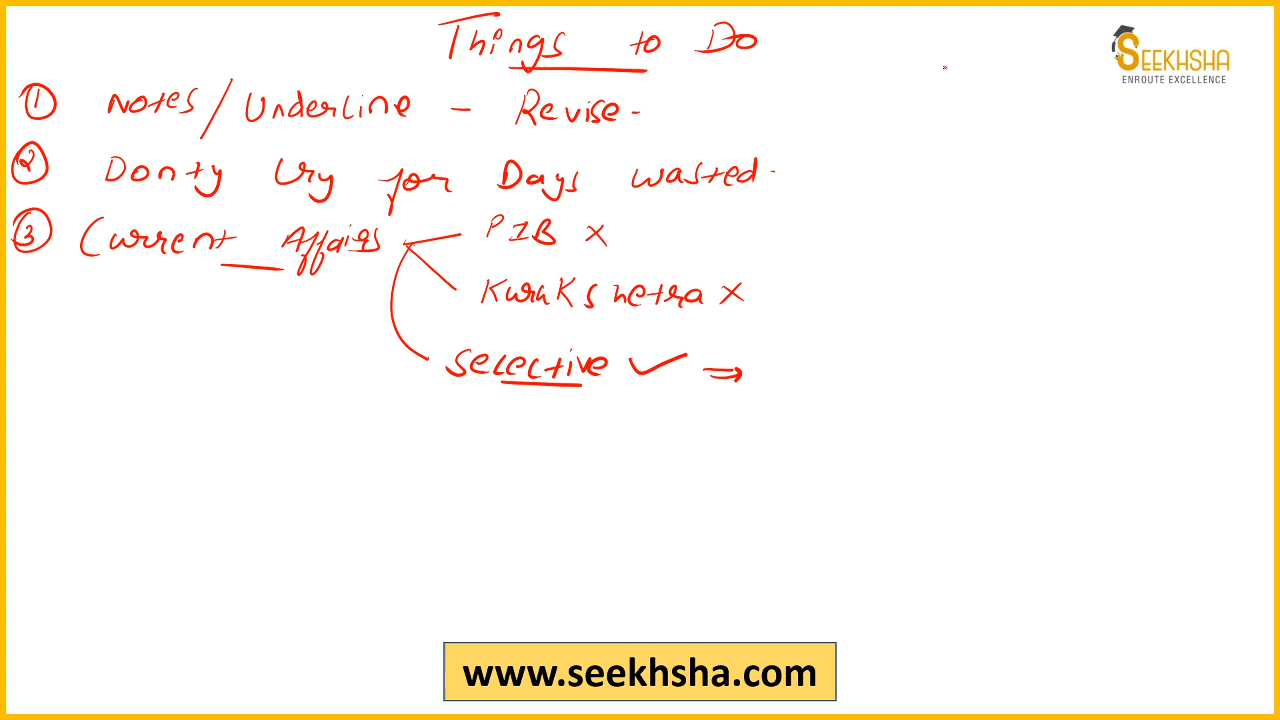 Things to Do
SEEKHSHA
ENROUTE EXCELLENCE
① Notes / Underline - Revise.
② Donty Cry for Days wasted.
③ Current Affairs PIB X
Kurukshetra X
Selective ✓ ⇒
www.seekhsha.com